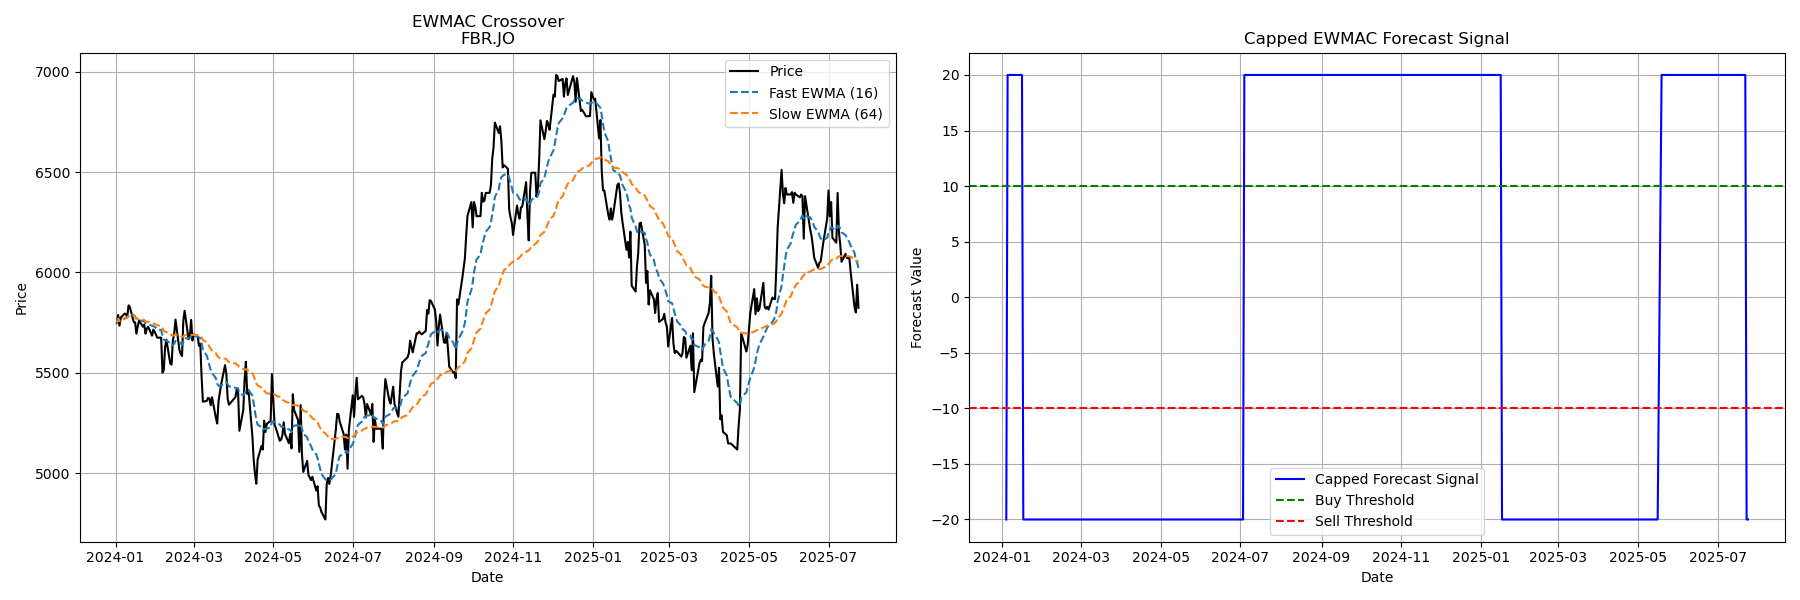 EWMAC Crossover
FBR.JO
Price
Fast EWMA (16)
Slow EWMA (64)
7000
6500
6000
5500
5000
Price
2024-01 2024-03 2024-05 2024-07 2024-09 2024-11 2025-01 2025-03 2025-05 2025-07
Date
Capped EWMAC Forecast Signal
20
15
10
5
0
−5
−10
−15
−20
Forecast Value
Capped Forecast Signal
Buy Threshold
Sell Threshold
2024-01 2024-03 2024-05 2024-07 2024-09 2024-11 2025-01 2025-03 2025-05 2025-07
Date